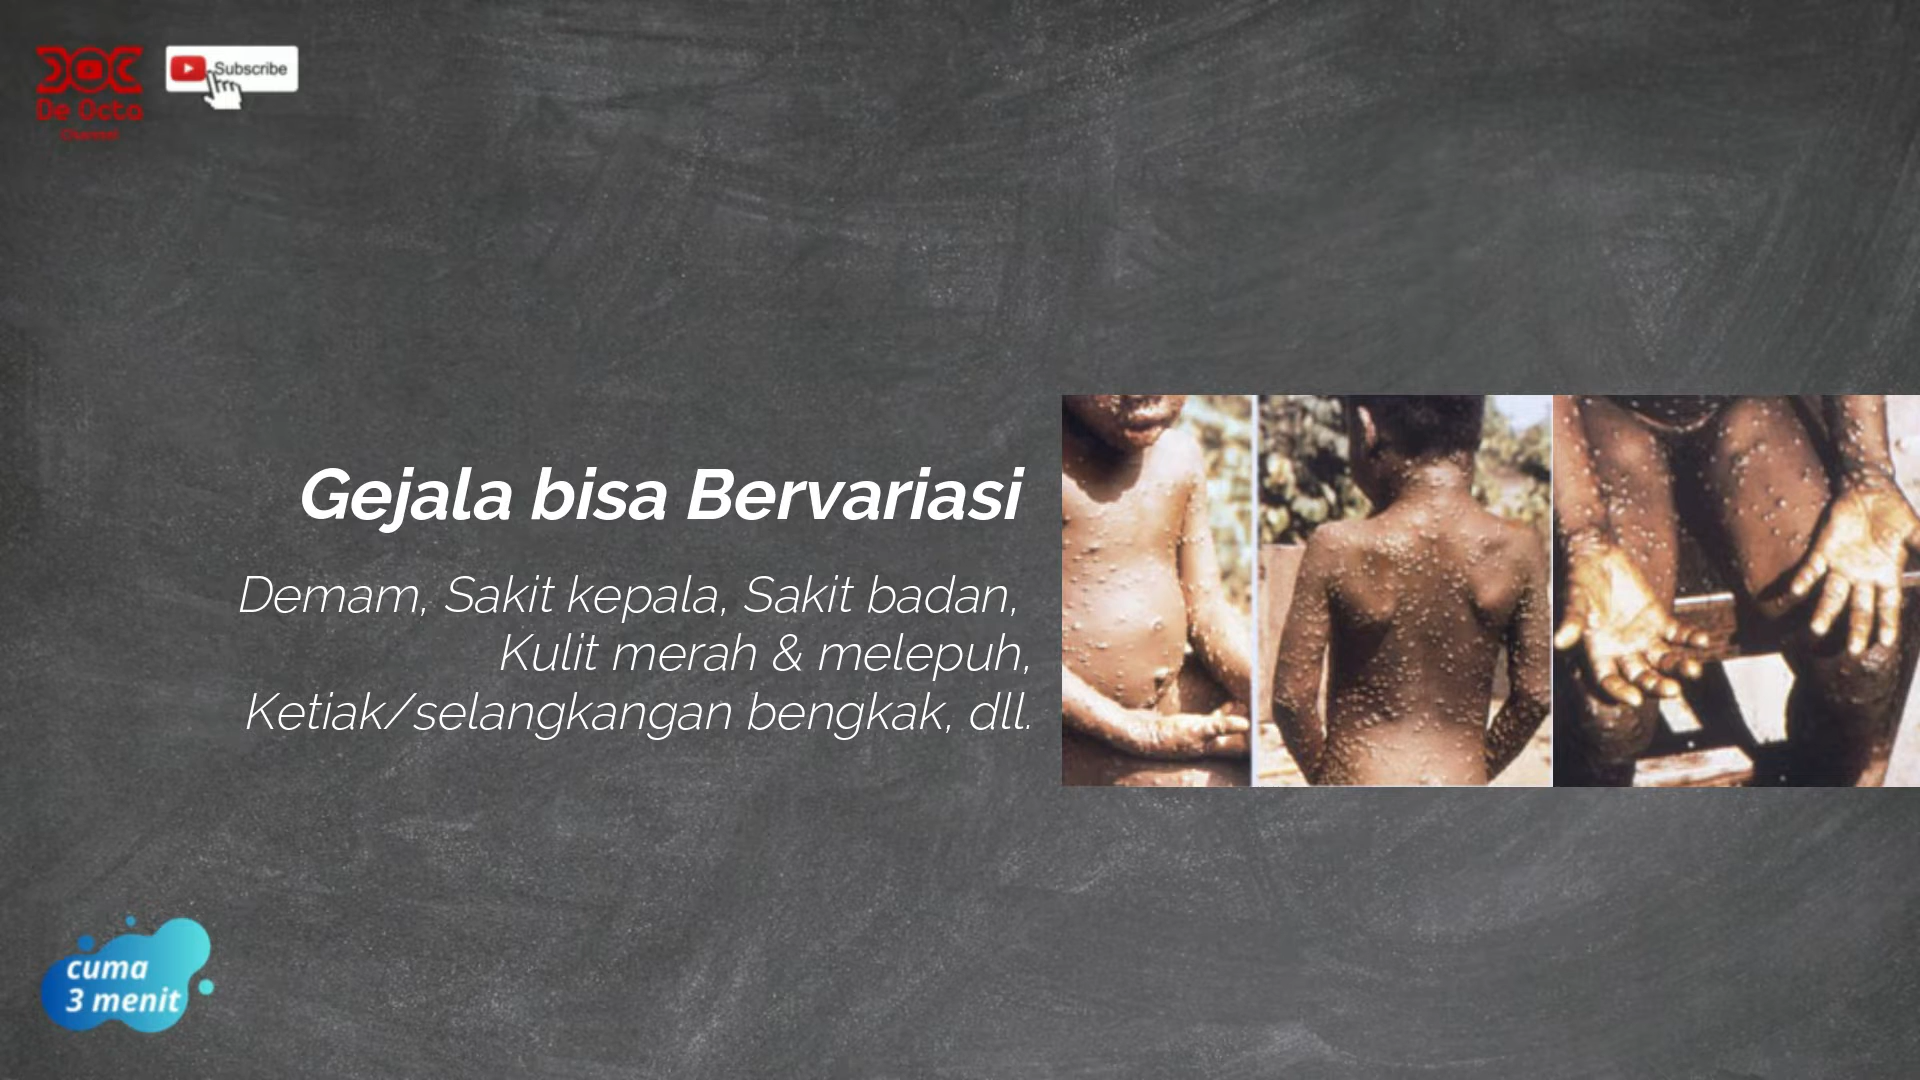 De Octo
Channel
Subscribe
Gejala bisa Bervariasi
Demam, Sakit kepala, Sakit badan,
Kulit merah & melepuh,
Ketiak/selangkangan bengkak, dll.
cuma
3 menit